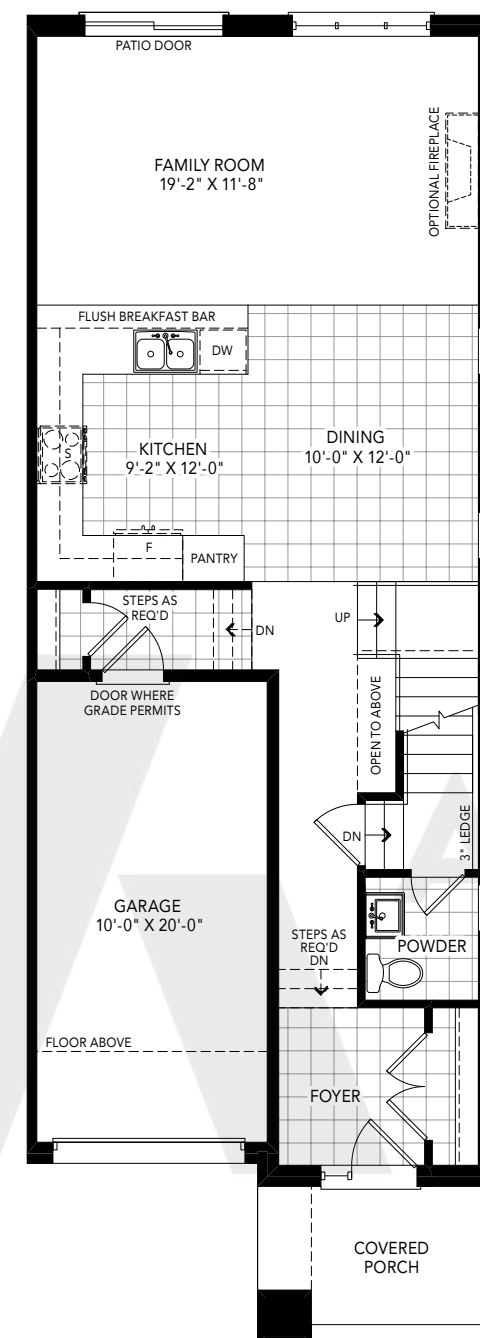 PATIO DOOR
FAMILY ROOM
19'-2" X 11'-8"
OPTIONAL FIREPLACE
FLUSH BREAKFAST BAR
DW
S
KITCHEN
9'-2" X 12'-0"
DINING
10'-0" X 12'-0"
F
PANTRY
STEPS AS
REQ'D
DN
UP
DOOR WHERE
GRADE PERMITS
OPEN TO ABOVE
DN
3" LEDGE
GARAGE
10'-0" X 20'-0"
STEPS AS
REQ'D
DN
POWDER
FLOOR ABOVE
FOYER
COVERED
PORCH